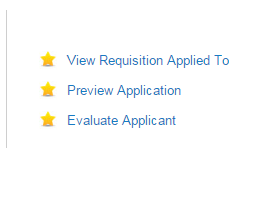 View Requisition Applied To
Preview Application
Evaluate Applicant